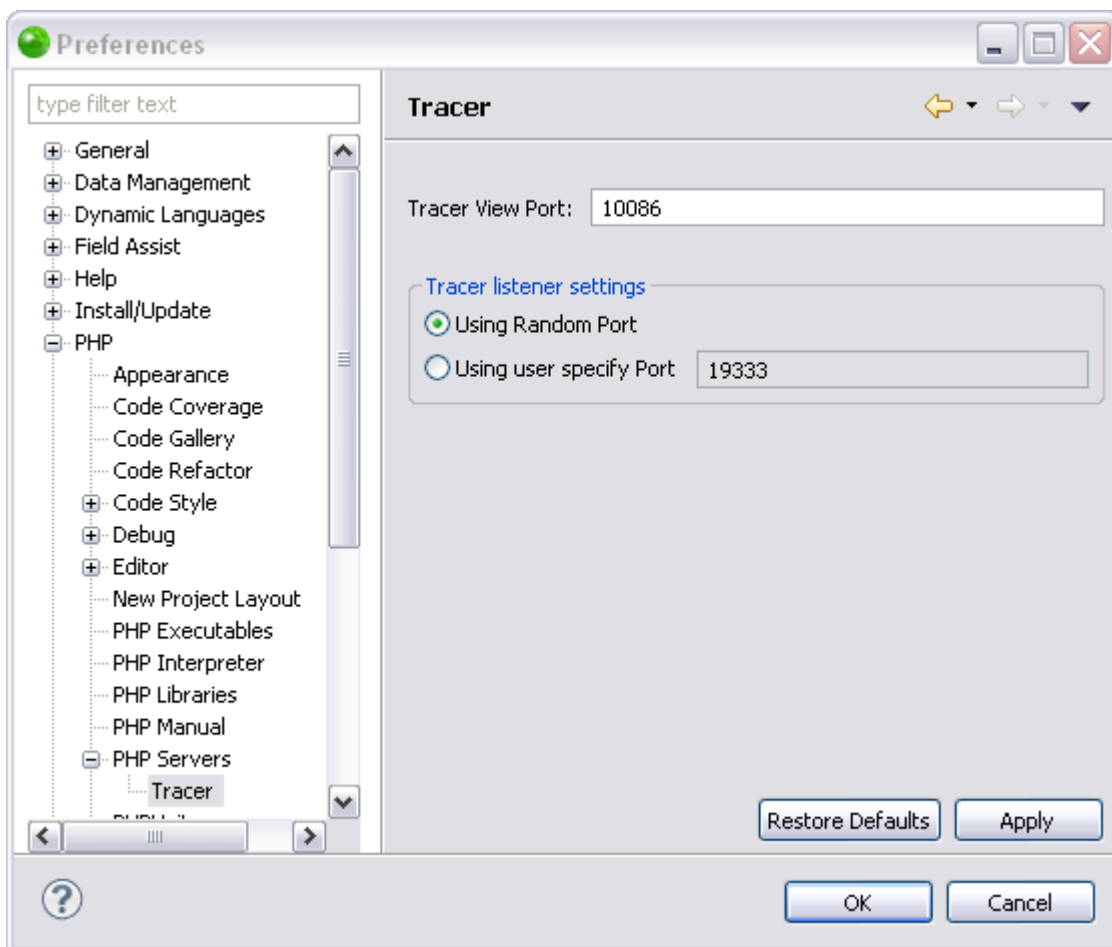 Preferences
type filter text
General
Data Management
Dynamic Languages
Field Assist
Help
Install/Update
PHP
Appearance
Code Coverage
Code Gallery
Code Refactor
Code Style
Debug
Editor
New Project Layout
PHP Executables
PHP Interpreter
PHP Libraries
PHP Manual
PHP Servers
Tracer
Tracer
Tracer View Port: 10086
Tracer listener settings
Using Random Port
Using user specify Port 19333
Restore Defaults Apply
OK Cancel